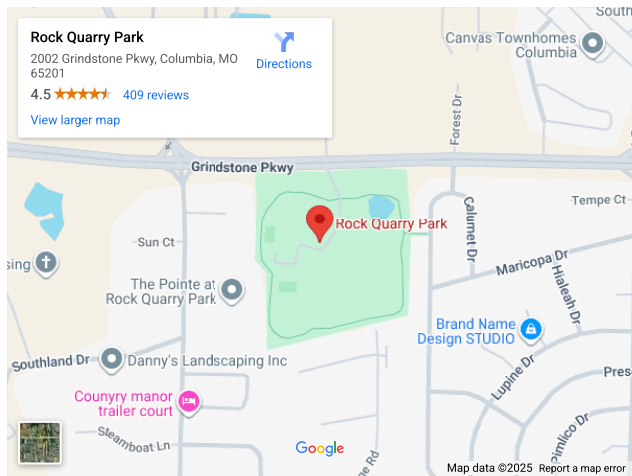 Rock Quarry Park
2002 Grindstone Pkwy, Columbia, MO
65201
4.5
409 reviews
Directions
View larger map
South
Canvas Townhomes
Columbia
Forest Dr
Grindstone Pkwy
Rock Quarry Park
Calumet Dr
Tempe Ct
Sun Ct
sing
The Pointe at
Rock Quarry Park
Maricopa Dr
Hialeah Dr
Brand Name
Design STUDIO
Southland Dr
Danny's Landscaping Inc
Lupine Dr
Pres
Counyry manor
trailer court
Pimlico Dr
Steamboat Ln
Google
ne Rd
Map data ©2025
Report a map error